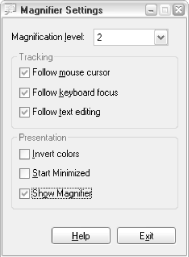 Magnifier Settings
Magnification level: 2
Tracking
Follow mouse cursor
Follow keyboard focus
Follow text editing
Presentation
Invert colors
Start Minimized
Show Magnifier
Help Exit